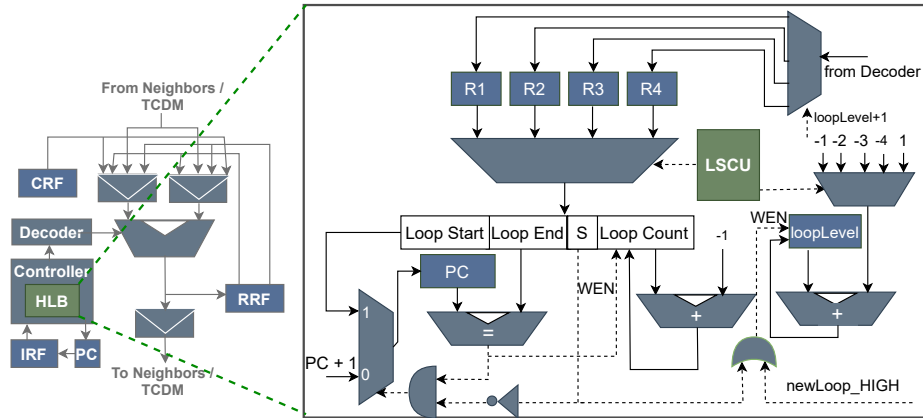 From Neighbors /
TCDM
CRF
Decoder
Controller
HLB
IRF
PC
RRF
To Neighbors /
TCDM
R1
R2
R3
R4
from Decoder
loopLevel+1
-1
-2
-3
-4
1
LSCU
WEN
loopLevel
Loop Start
Loop End
S
Loop Count
-1
PC
WEN
1
=
+
+
PC + 1
0
newLoop_HIGH